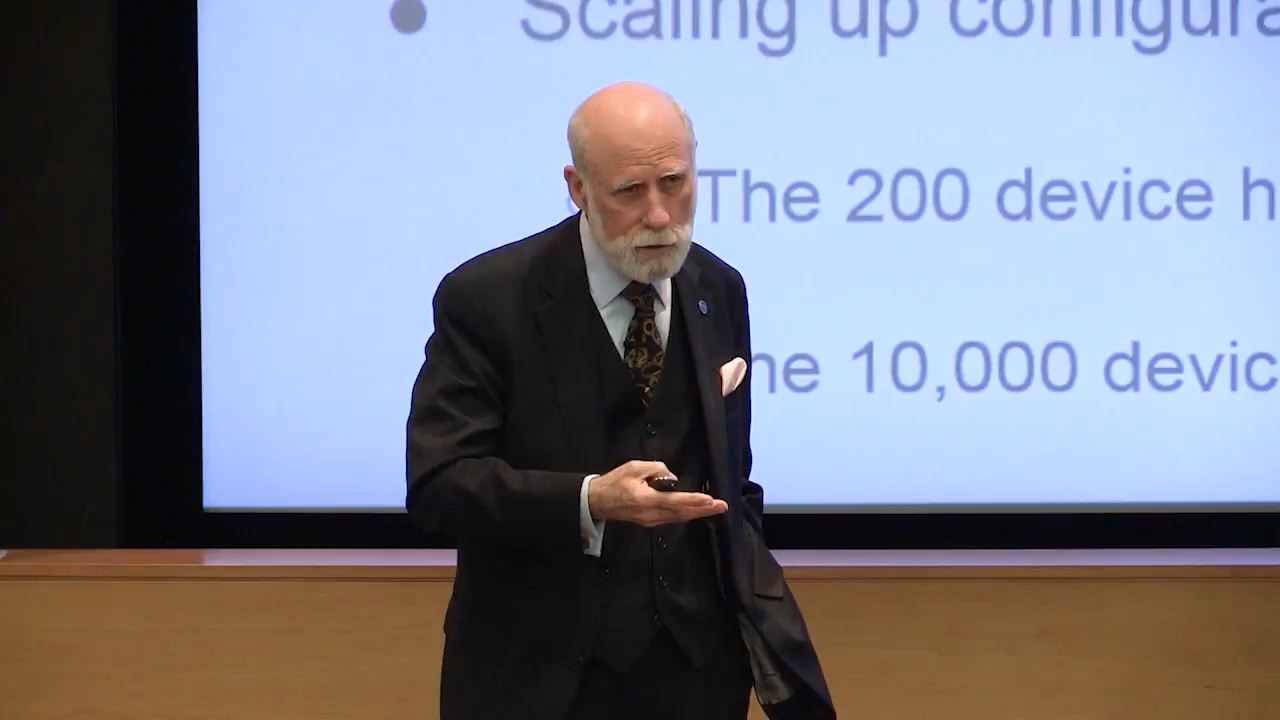 • Scaling up configura
The 200 device h
he 10,000 devic